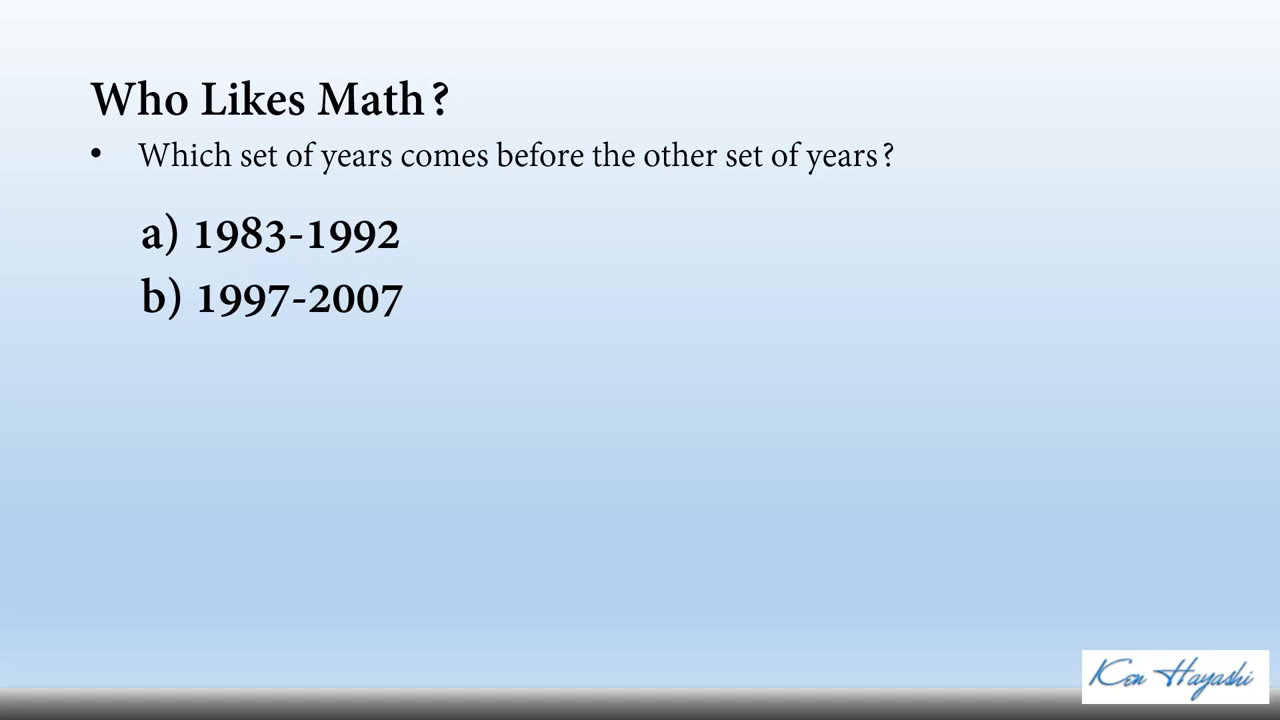 Who Likes Math?
• Which set of years comes before the other set of years?
a) 1983-1992
b) 1997-2007
Ken Hayashi